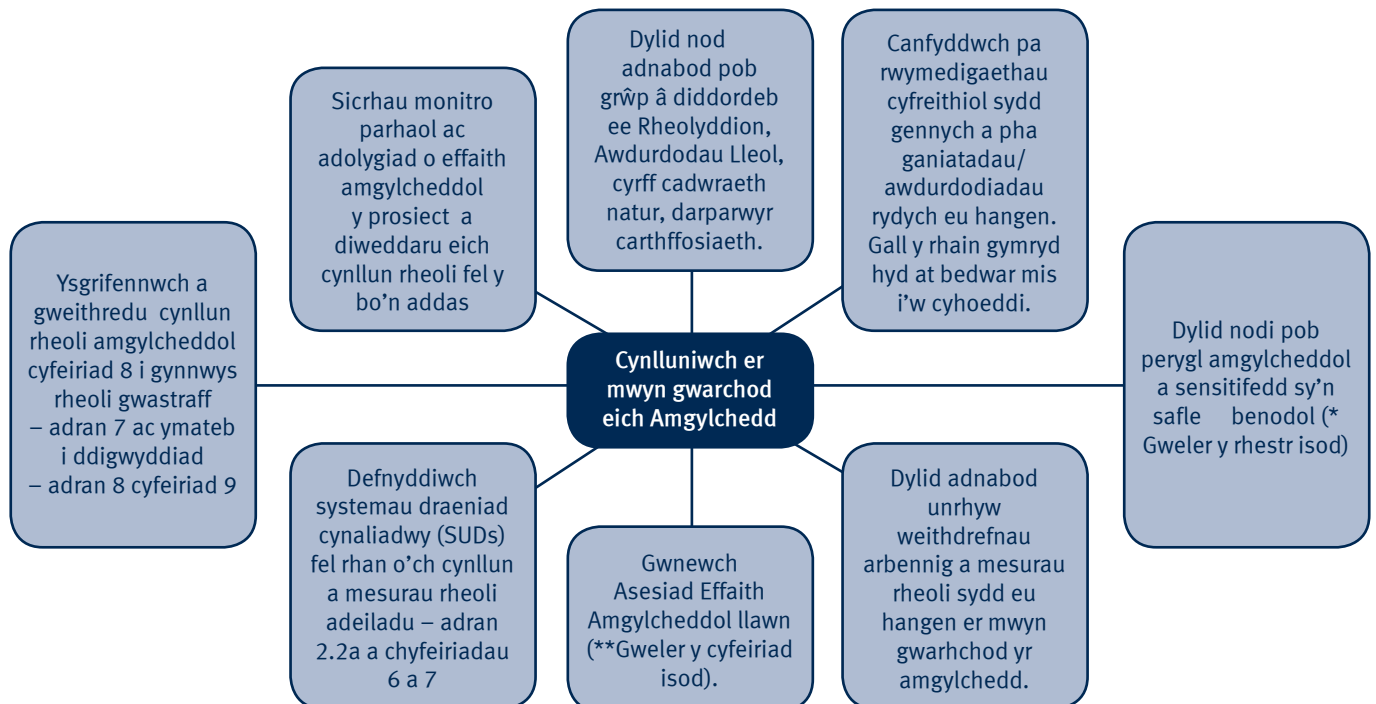 Sicrhau monitro
parhaol ac
adolygiad o effaith
amgylcheddol
y prosiect a
diweddaru eich
cynllun rheoli fel y
bo’n addas
Dylid nod
adnabod pob
grŵp â diddordeb
ee Rheolyddion,
Awdurdodau Lleol,
cyrff cadwraeth
natur, darparwyr
carthffosiaeth.
Canfyddwch pa
rwymedigaethau
cyfreithiol sydd
gennych a pha
ganiatadau/
awdurdodiadau
rydych eu hangen.
Gall y rhain gymryd
hyd at bedwar mis
i’w cyhoeddi.
Ysgrifennwch a
gweithredu cynllun
rheoli amgylcheddol
cyfeiriad 8 i gynnwys
rheoli gwastraff
– adran 7 ac ymateb
i ddigwyddiad
– adran 8 cyfeiriad 9
Cynlluniwch er
mwyn gwarchod
eich Amgylchedd
Dylid nodi pob
perygl amgylcheddol
a sensitifedd sy’n
safle benodol (*
Gweler y rhestr isod)
Defnyddiwch
systemau draeniad
cynaliadwy (SUDs)
fel rhan o’ch cynllun
a mesurau rheoli
adeiladu – adran
2.2a a chyfeiriadau
6 a 7
Gwnewch
Asesiad Effaith
Amgylcheddol llawn
(**Gweler y cyfeiriad
isod).
Dylid adnabod
unrhyw
weithdrefnau
arbennig a mesurau
rheoli sydd eu
hangen er mwyn
gwarhchod yr
amgylchedd.